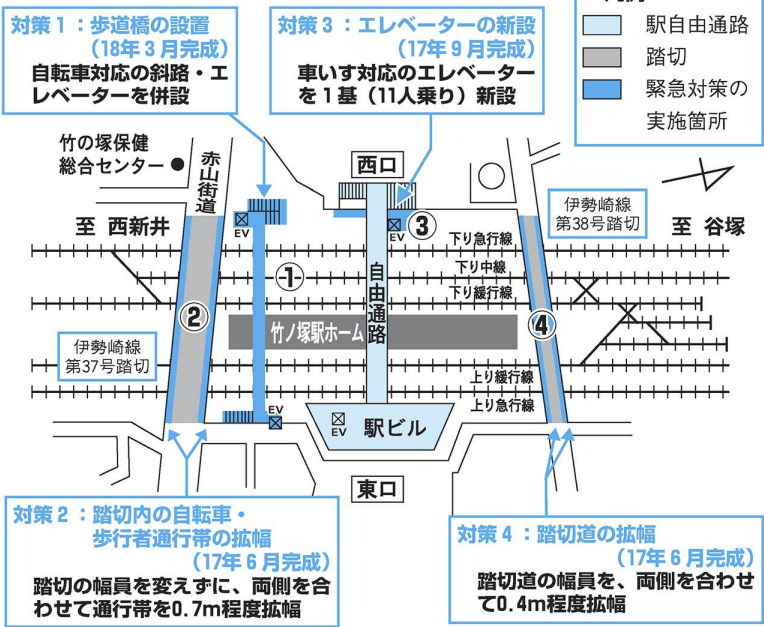 対策1:歩道橋の設置
(18年3月完成)
自転車対応の斜路・エ
レベーターを併設
対策3:エレベーターの新設
(17年9月完成)
車いす対応のエレベーター
を1基(11人乗り)新設
駅自由通路
踏切
緊急対策の
実施箇所
竹の塚保健
総合センター●
赤山街道
西口
伊勢崎線
第38号踏切
至 西新井
至 谷塚
EV
EV
③
下り急行線
下り中線
下り緩行線
①
自由通路
②
④
竹ノ塚駅ホーム
伊勢崎線
第37号踏切
上り緩行線
上り急行線
EV
EV
駅ビル
東口
対策2:踏切内の自転車・
歩行者通行帯の拡幅
(17年6月完成)
踏切の幅員を変えずに、両側を合
わせて通行帯を0.7m程度拡幅
対策4:踏切道の拡幅
(17年6月完成)
踏切道の幅員を、両側を合わせ
て0.4m程度拡幅